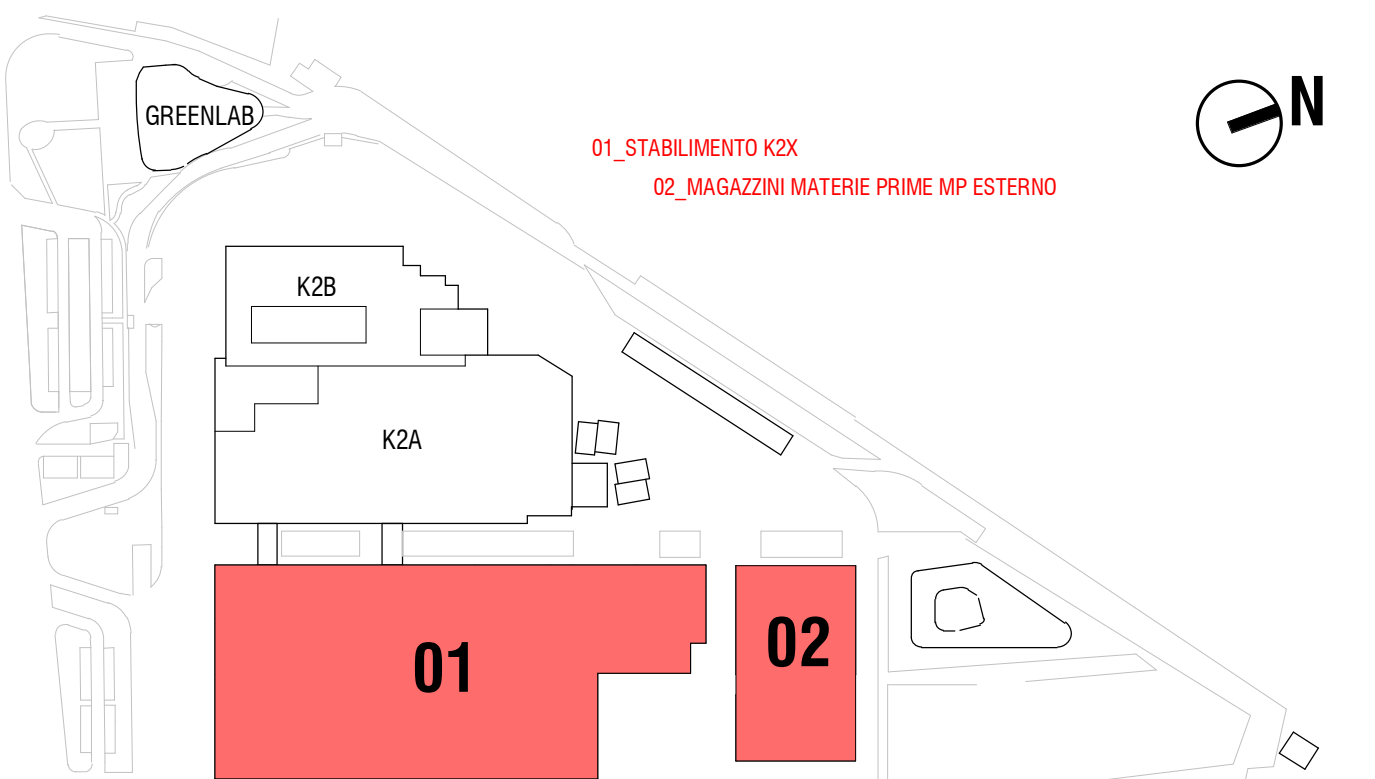 N
GREENLAB
01_STABILIMENTO K2X
02_MAGAZZINI MATERIE PRIME MP ESTERNO
K2B
K2A
01
02